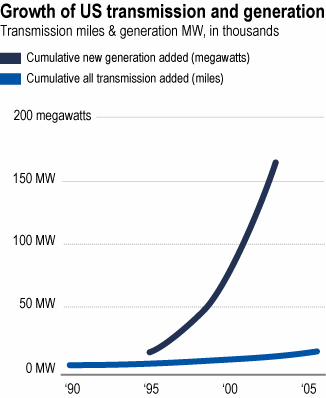 Growth of US transmission and generation
Transmission miles & generation MW, in thousands
Cumulative new generation added (megawatts)
Cumulative all transmission added (miles)
200 megawatts
150 MW
100 MW
50 MW
0 MW
‘90 ‘95 ‘00 ‘05